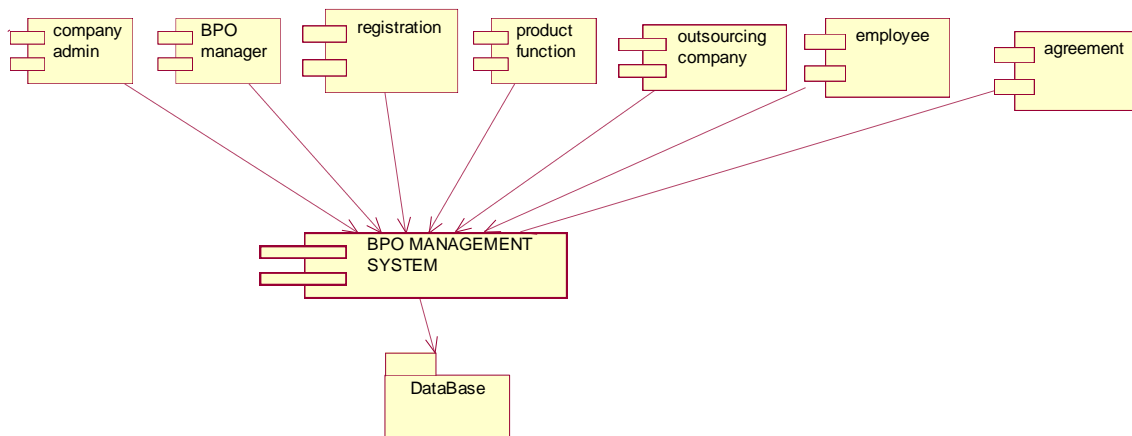 company
admin
BPO
manager
registration
product
function
outsourcing
company
employee
agreement
BPO MANAGEMENT
SYSTEM
DataBase